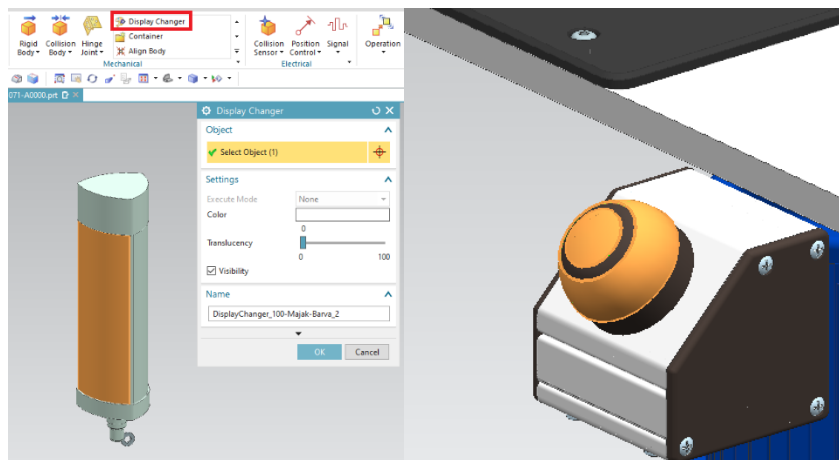 Display Changer
Container
Align Body
Rigid
Body
Collision
Body
Hinge
Joint
Collision
Sensor
Position
Control
Signal
Operation
Mechanical
Electrical
071-A0000.prt
Display Changer
Object
Select Object (1)
Settings
Execute Mode
None
Color
0
Translucency
0
100
Visibility
Name
DisplayChanger_100-Majak-Barva_2
OK
Cancel